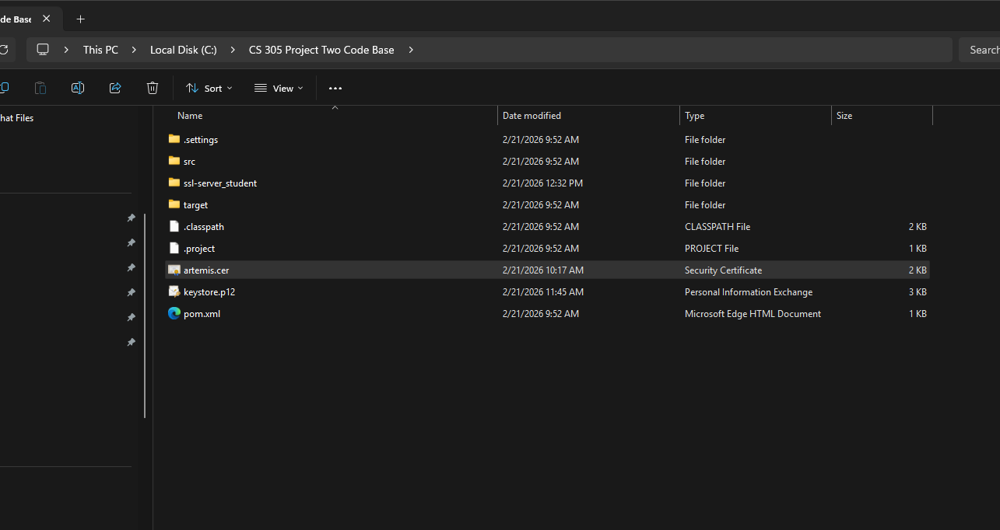 de Base
This PC Local Disk (C:) CS 305 Project Two Code Base Search
Sort View
hat Files
Name Date modified Type Size
.settings 2/21/2026 9:52 AM File folder
src 2/21/2026 9:52 AM File folder
ssl-server_student 2/21/2026 12:32 PM File folder
target 2/21/2026 9:52 AM File folder
.classpath 2/21/2026 9:52 AM CLASSPATH File 2 KB
.project 2/21/2026 9:52 AM PROJECT File 1 KB
artemis.cer 2/21/2026 10:17 AM Security Certificate 2 KB
keystore.p12 2/21/2026 11:45 AM Personal Information Exchange 3 KB
pom.xml 2/21/2026 9:52 AM Microsoft Edge HTML Document 1 KB